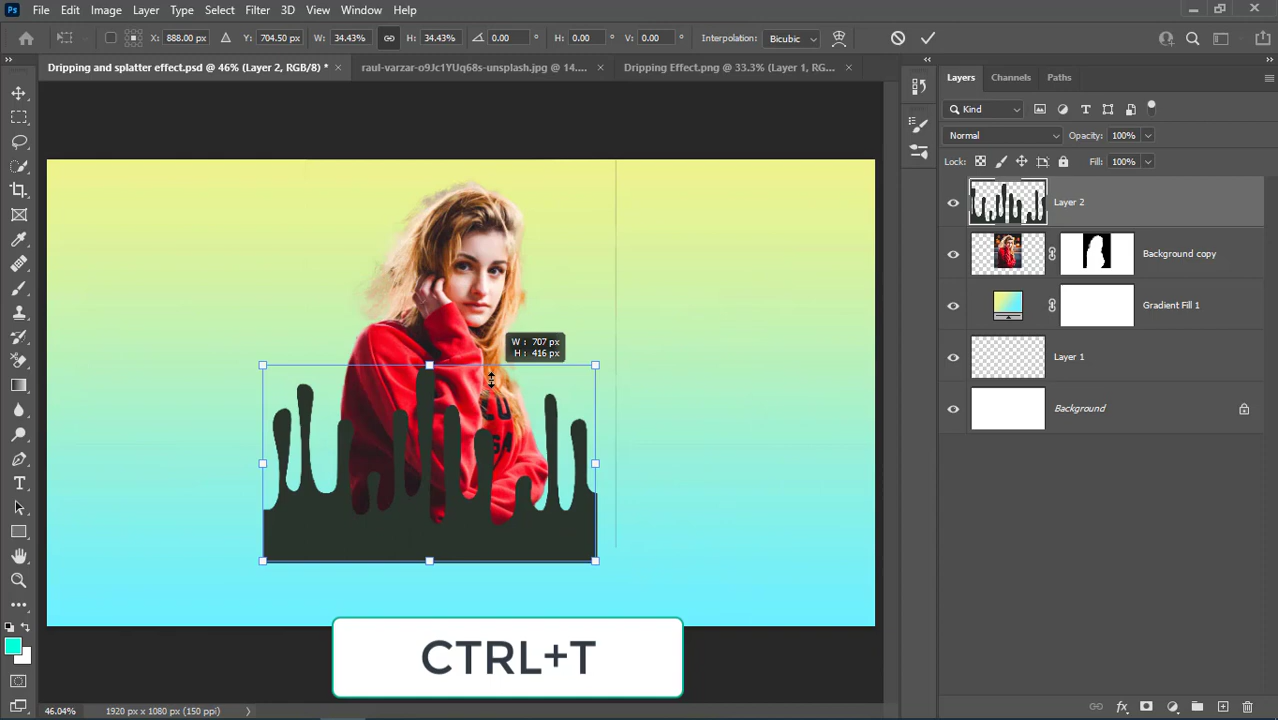 Ps File Edit Image Layer Type Select Filter 3D View Window Help
X: 888.00 px Y: 704.50 px W: 34.43% H: 34.43% 0.00 ° H: 0.00 ° V: 0.00 ° Interpolation: Bicubic
Dripping and splatter effect.psd @ 46% (Layer 2, RGB/8) * raul-varzar-o9Jc1YUq68s-unsplash.jpg @ 14.... Dripping Effect.png @ 33.3% (Layer 1, RG...
Layers Channels Paths
Kind
Normal Opacity: 100%
Lock: Fill: 100%
Layer 2
Background copy
Gradient Fill 1
Layer 1
Background
W: 707 px
H: 416 px
CTRL+T
46.04% 1920 px x 1080 px (150 ppi)